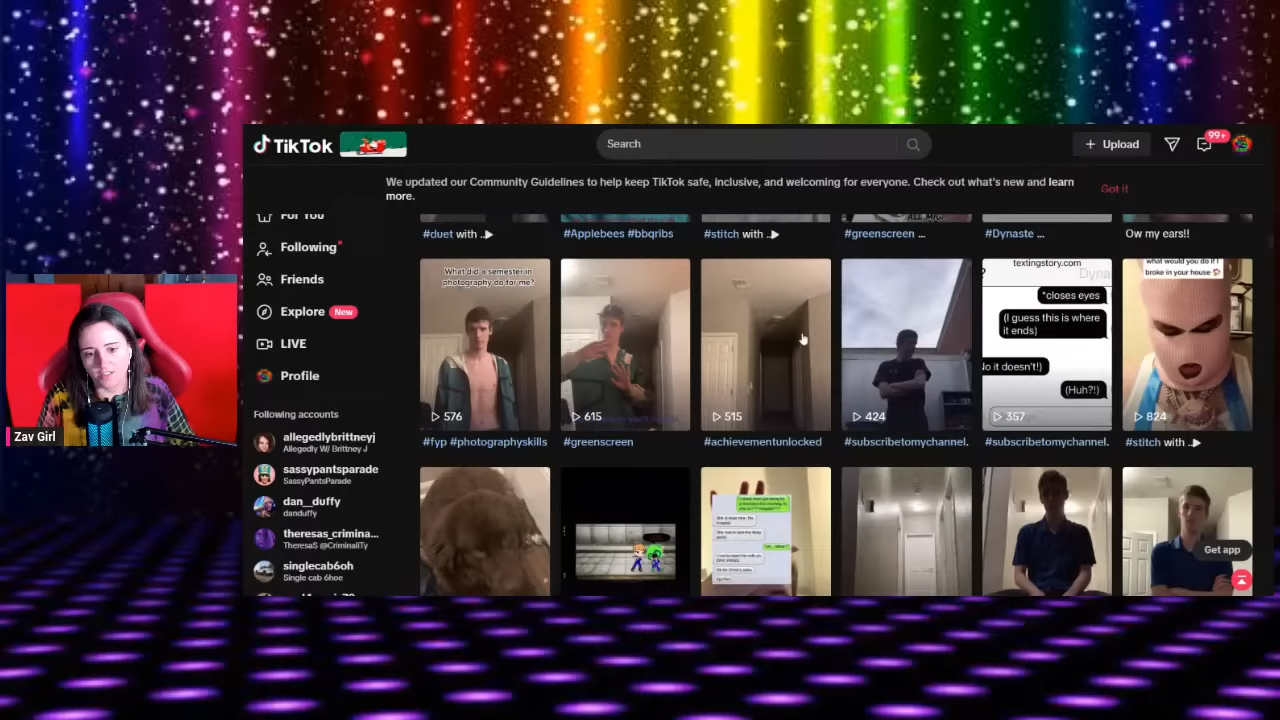 TikTok
Search
+ Upload
99+
We updated our Community Guidelines to help keep TikTok safe, inclusive, and welcoming for everyone. Check out what's new and learn
more.
Got it
For You
Following
Friends
Explore New
LIVE
Profile
Following accounts
allegedlybrittneyj
Allegedly W/ Brittney J
sassypantsparade
SassyPantsParade
dan__duffy
danduffy
theresas_crimina...
TheresaS @CriminaliTy
singlecab6oh
Single cab 6hoe
#duet with ..
#Applebees #bbqribs
#stitch with ..
#greenscreen ...
#Dynaste ...
Ow my ears!!
What did a semester in
photography do for me?
576
#fyp #photographyskills
615
#greenscreen
515
#achievementunlocked
424
#subscribetomychannel.
textingstory.com
*closes eyes
(I guess this is where
it ends)
No it doesn't!)
(Huh?!)
357
#subscribetomychannel.
what would you do if I
broke in your house
824
#stitch with ..
Get app
Zav Girl